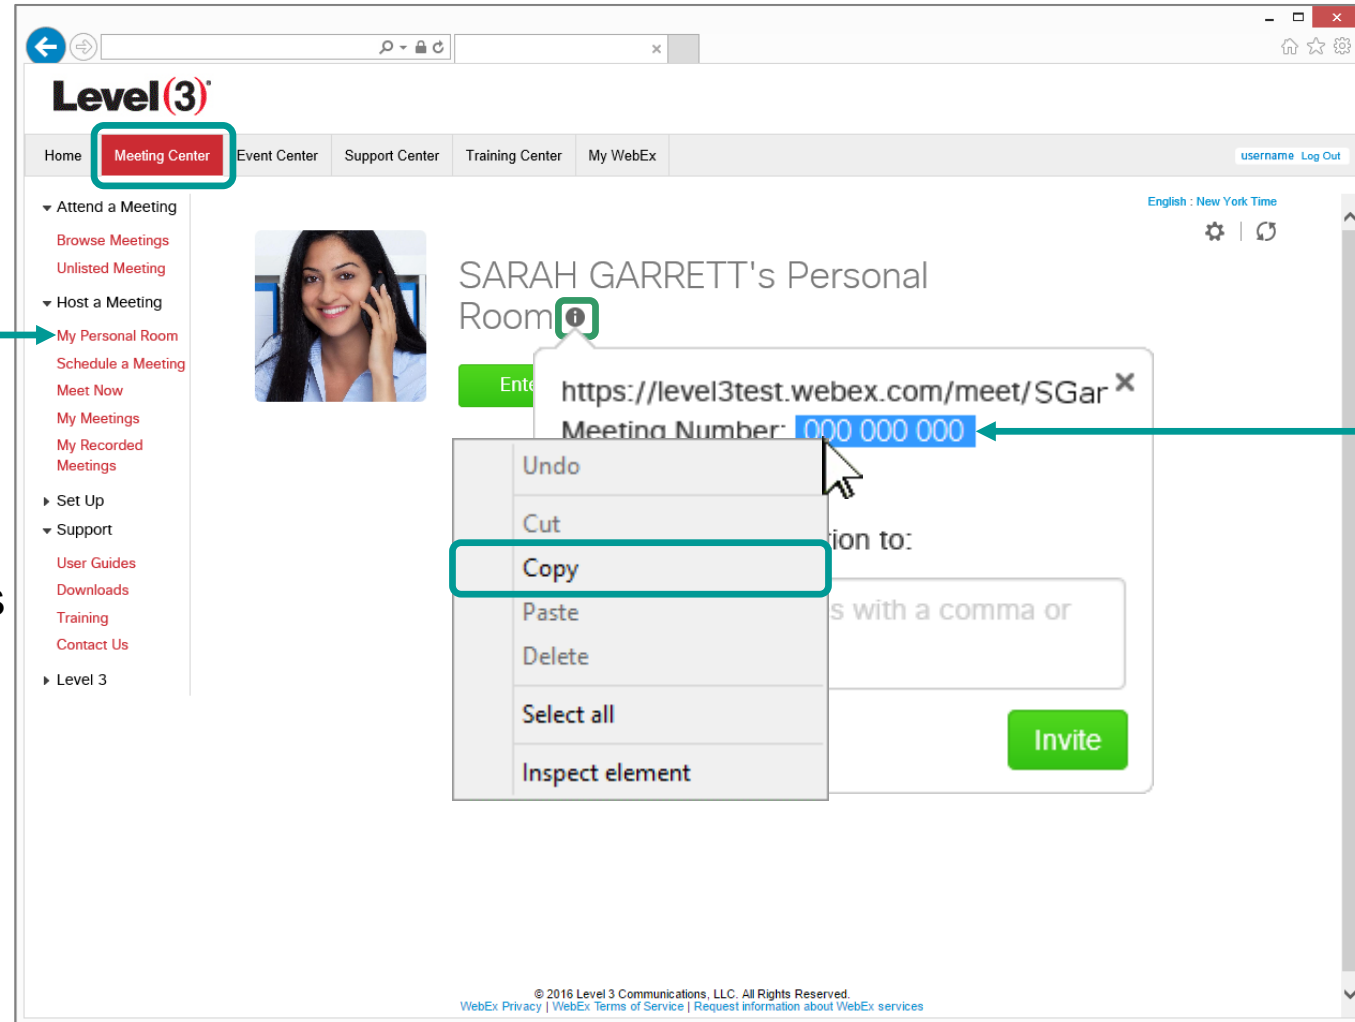 Level(3)
Home Meeting Center Event Center Support Center Training Center My WebEx
username Log Out
English : New York Time
Attend a Meeting
Browse Meetings
Unlisted Meeting
Host a Meeting
My Personal Room
Schedule a Meeting
Meet Now
My Meetings
My Recorded
Meetings
Set Up
Support
User Guides
Downloads
Training
Contact Us
Level 3
SARAH GARRETT's Personal
Room
https://level3test.webex.com/meet/SGar
Meeting Number: 000 000 000
to:
with a comma or
Invite
Undo
Cut
Copy
Paste
Delete
Select all
Inspect element
© 2016 Level 3 Communications, LLC. All Rights Reserved.
WebEx Privacy | WebEx Terms of Service | Request information about WebEx services